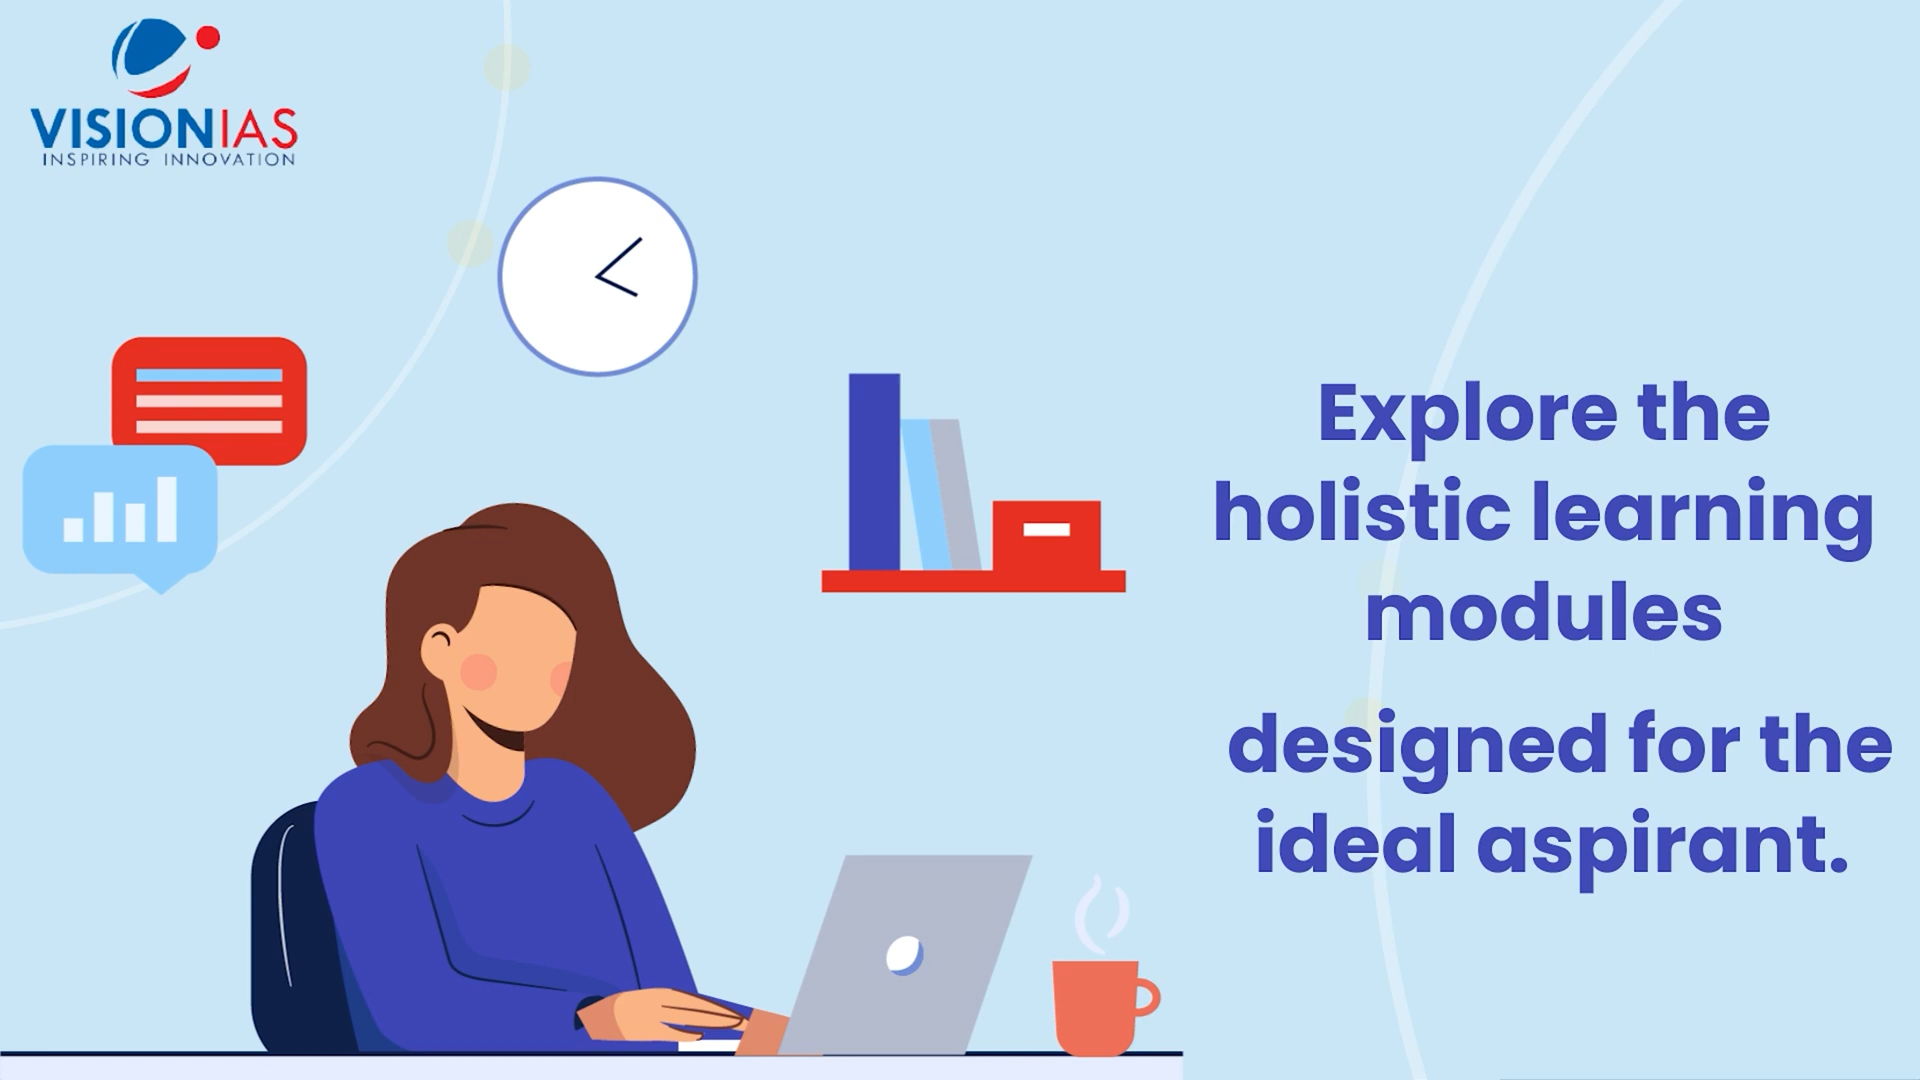 VISIONIAS
INSPIRING INNOVATION
Explore the
holistic learning
modules
designed for the
ideal aspirant.